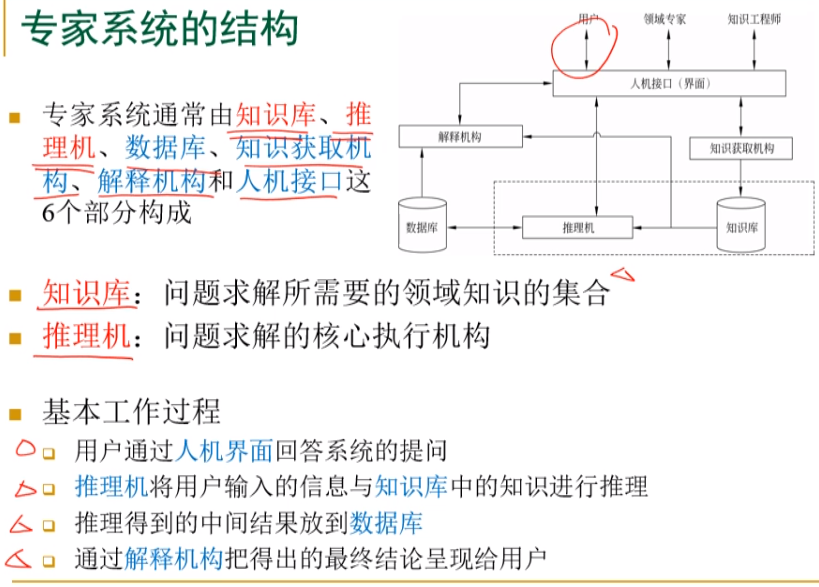 专家系统的结构
专家系统通常由知识库、推
理机、数据库、知识获取机
构、解释机构和人机接口这
6个部分构成
用户
领域专家
知识工程师
人机接口（界面）
解释机构
知识获取机构
数据库
推理机
知识库
知识库：问题求解所需要的领域知识的集合
推理机：问题求解的核心执行机构
基本工作过程
用户通过人机界面回答系统的提问
推理机将用户输入的信息与知识库中的知识进行推理
推理得到的中间结果放到数据库
通过解释机构把得出的最终结论呈现给用户